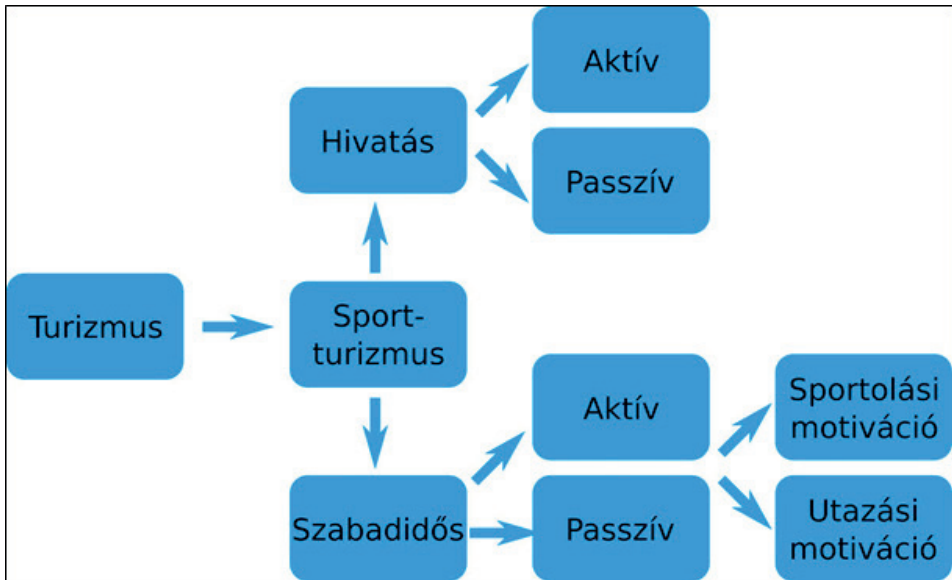 Aktív
Hivatás
Passzív
Turizmus
Sport-
turizmus
Aktív
Sportolási
motiváció
Szabadidős
Passzív
Utazási
motiváció